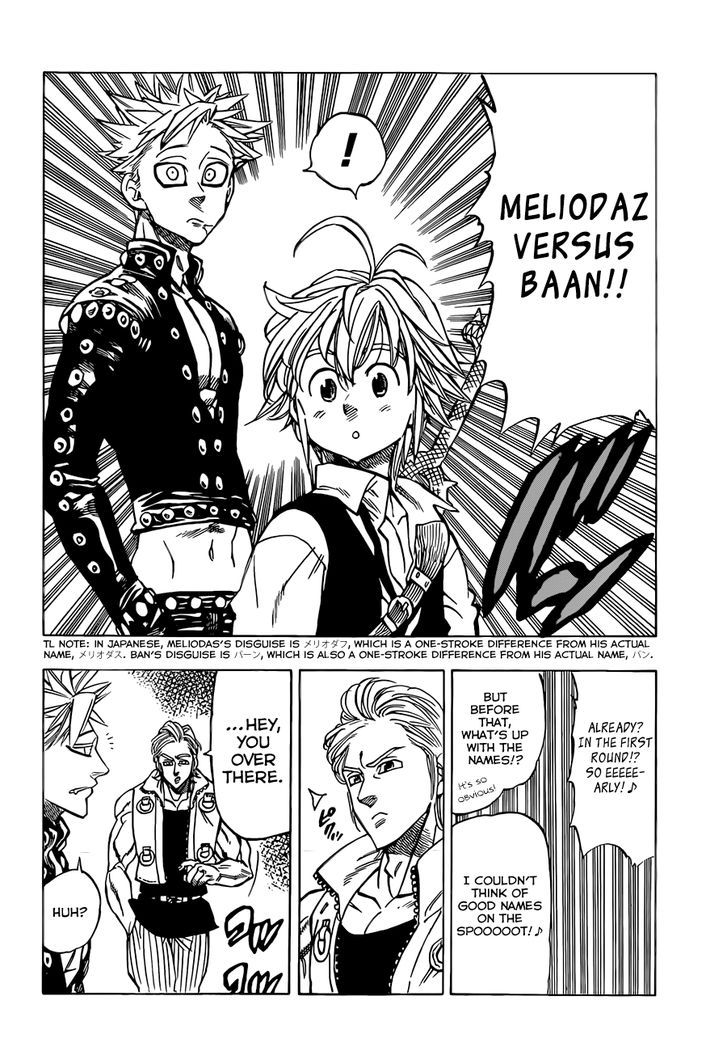 !
MELIODAZ
VERSUS
BAAN!!
TL NOTE: IN JAPANESE, MELIODAS'S DISGUISE IS メリオダフ, WHICH IS A ONE-STROKE DIFFERENCE FROM HIS ACTUAL
NAME, メリオダス. BAN'S DISGUISE IS バーン, WHICH IS ALSO A ONE-STROKE DIFFERENCE FROM HIS ACTUAL NAME, バン.
ALREADY?
IN THE FIRST
ROUND!?
SO EEEEE-
ARLY!♪
BUT
BEFORE
THAT,
WHAT'S UP
WITH THE
NAMES!?
It's so
obvious!
I COULDN'T
THINK OF
GOOD NAMES
ON THE
SPOOOOOT!♪
...HEY,
YOU
OVER
THERE.
HUH?